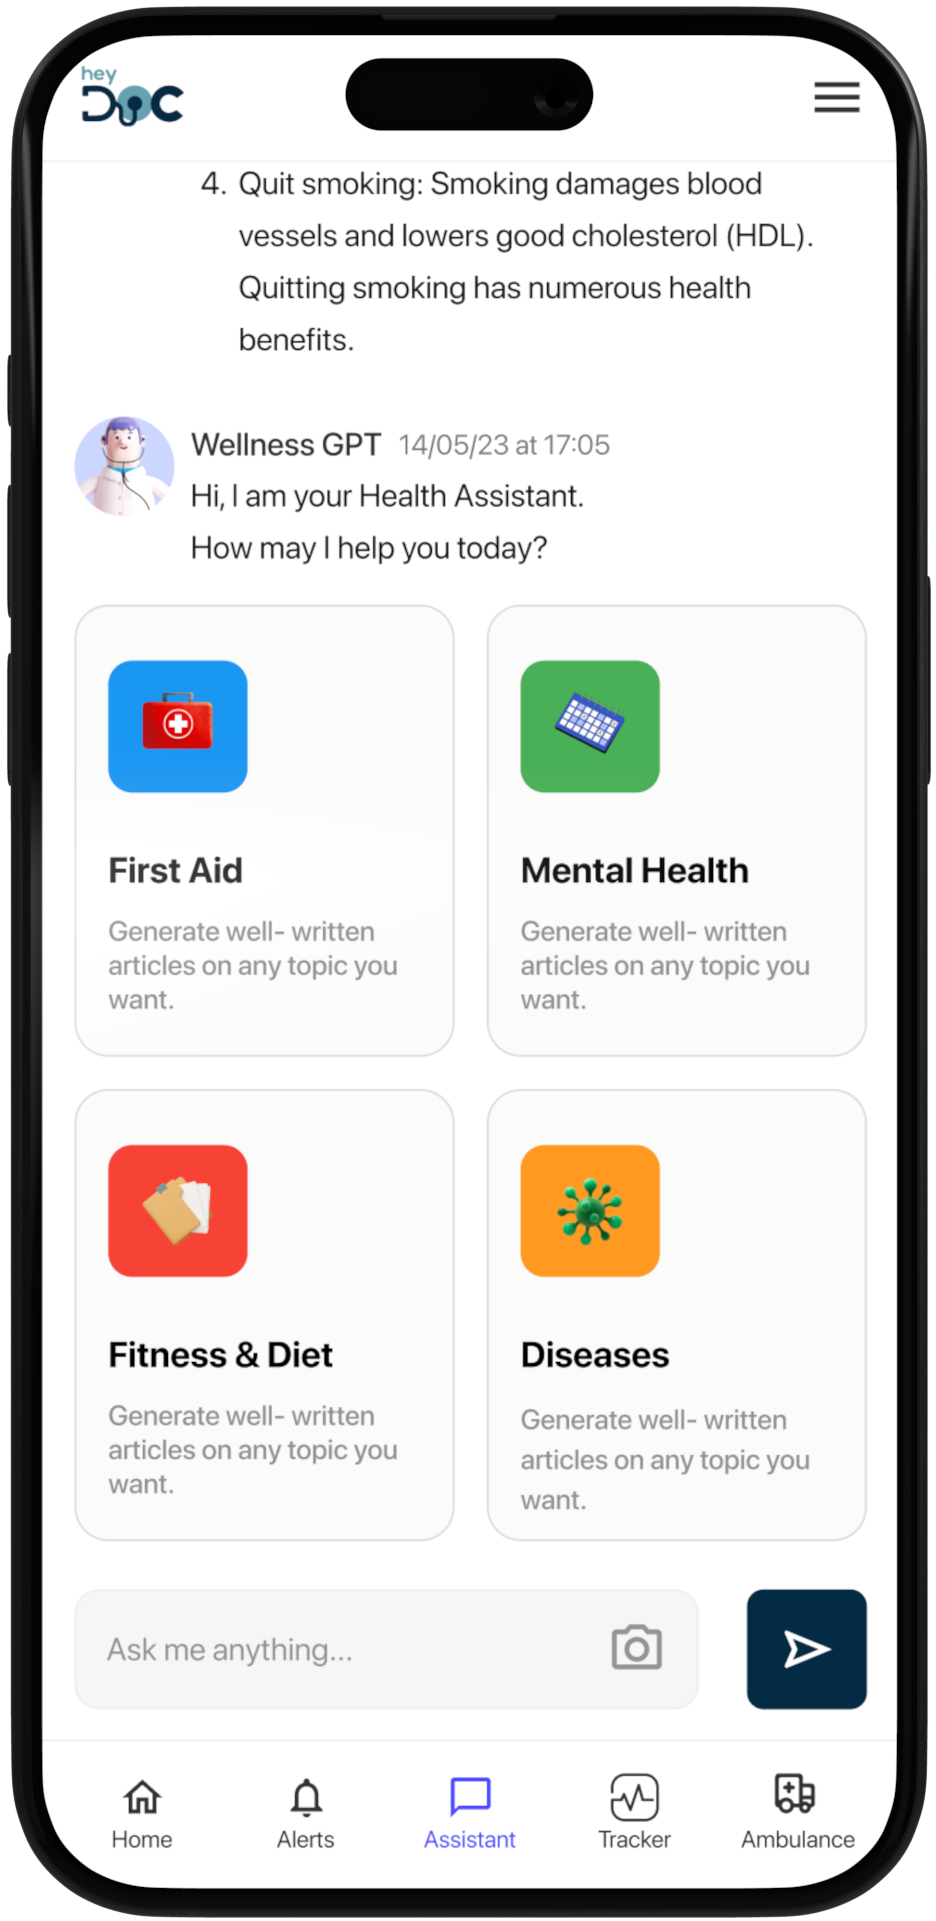 hey
DOC
4. Quit smoking: Smoking damages blood
vessels and lowers good cholesterol (HDL).
Quitting smoking has numerous health
benefits.
Wellness GPT 14/05/23 at 17:05
Hi, I am your Health Assistant.
How may I help you today?
First Aid
Generate well- written
articles on any topic you
want.
Mental Health
Generate well- written
articles on any topic you
want.
Fitness & Diet
Generate well- written
articles on any topic you
want.
Diseases
Generate well- written
articles on any topic you
want.
Ask me anything...
Home
Alerts
Assistant
Tracker
Ambulance